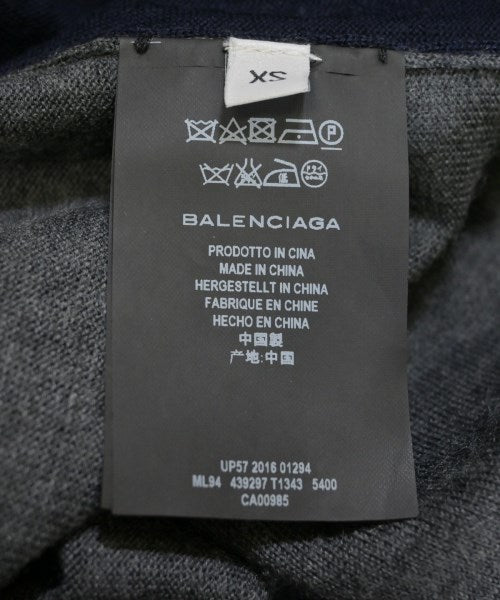 XS
P
BALENCIAGA
PRODOTTO IN CINA
MADE IN CHINA
HERGESTELLT IN CHINA
FABRIQUE EN CHINE
HECHO EN CHINA
中国製
产地:中国
UP57 2016 01294
ML94 439297 T1343 5400
CA00985